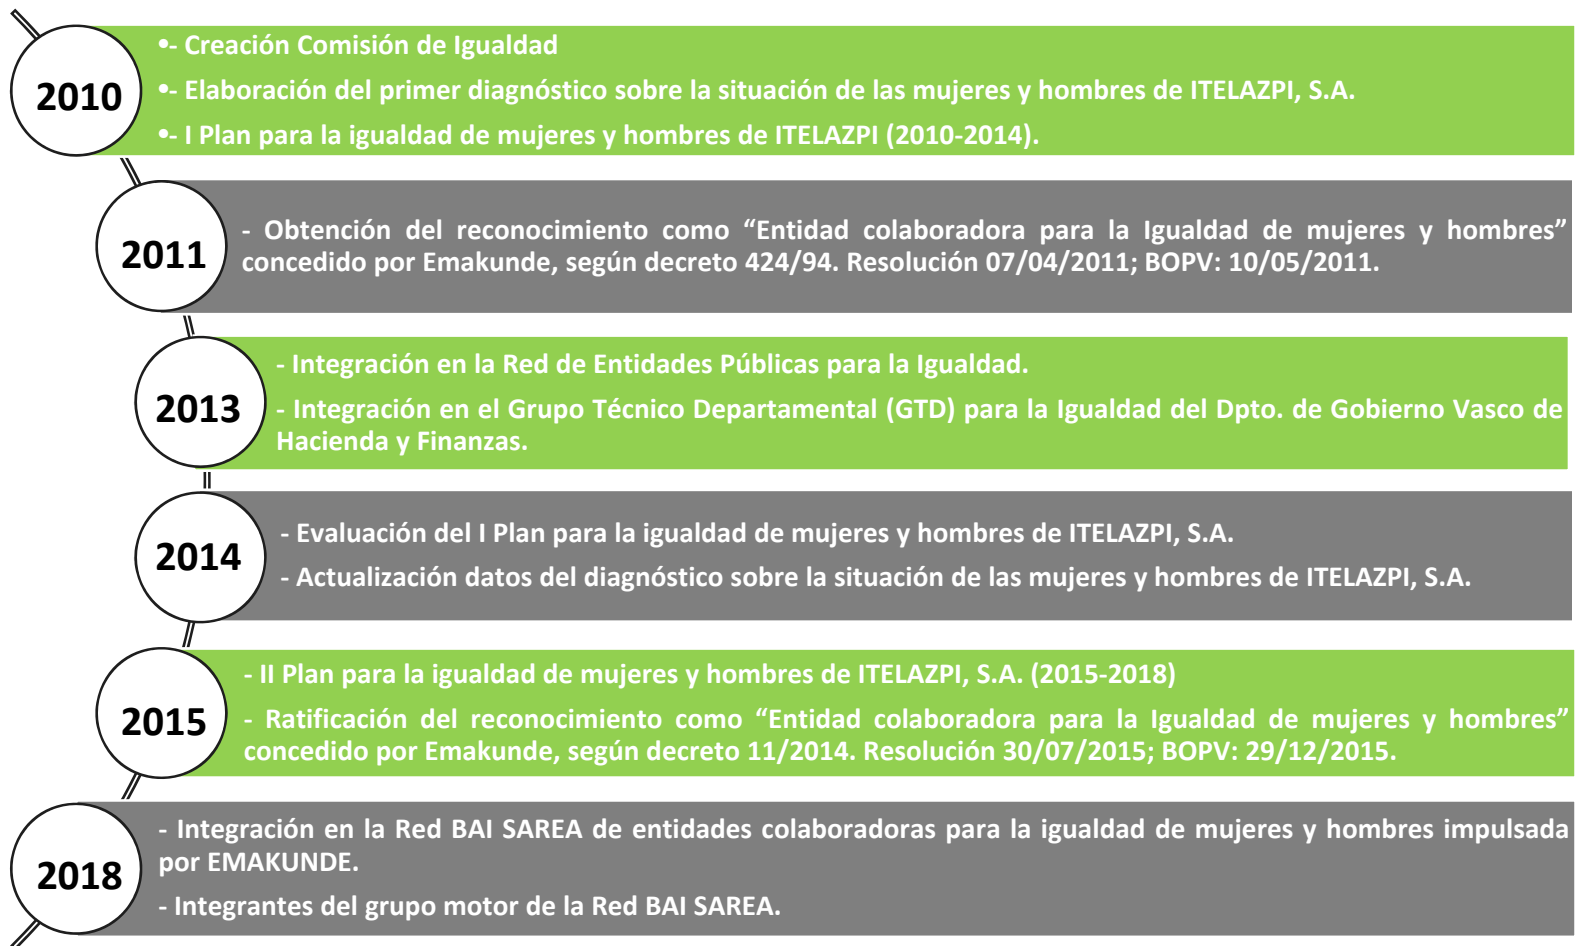 2010
•- Creación Comisión de Igualdad
•- Elaboración del primer diagnóstico sobre la situación de las mujeres y hombres de ITELAZPI, S.A.
•- I Plan para la igualdad de mujeres y hombres de ITELAZPI (2010-2014).
2011
- Obtención del reconocimiento como “Entidad colaboradora para la Igualdad de mujeres y hombres”
concedido por Emakunde, según decreto 424/94. Resolución 07/04/2011; BOPV: 10/05/2011.
2013
- Integración en la Red de Entidades Públicas para la Igualdad.
- Integración en el Grupo Técnico Departamental (GTD) para la Igualdad del Dpto. de Gobierno Vasco de
Hacienda y Finanzas.
2014
- Evaluación del I Plan para la igualdad de mujeres y hombres de ITELAZPI, S.A.
- Actualización datos del diagnóstico sobre la situación de las mujeres y hombres de ITELAZPI, S.A.
2015
- II Plan para la igualdad de mujeres y hombres de ITELAZPI, S.A. (2015-2018)
- Ratificación del reconocimiento como “Entidad colaboradora para la Igualdad de mujeres y hombres”
concedido por Emakunde, según decreto 11/2014. Resolución 30/07/2015; BOPV: 29/12/2015.
2018
- Integración en la Red BAI SAREA de entidades colaboradoras para la igualdad de mujeres y hombres impulsada
por EMAKUNDE.
- Integrantes del grupo motor de la Red BAI SAREA.